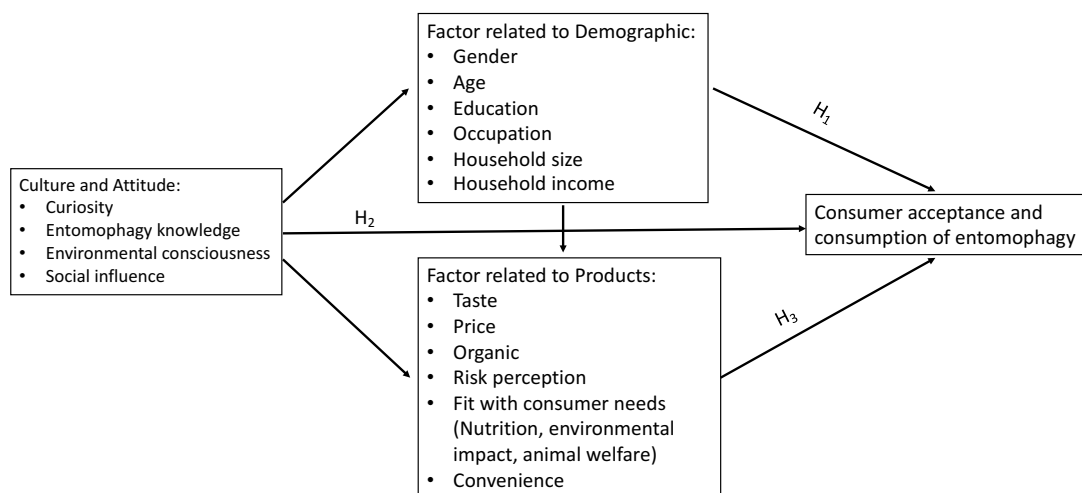 Factor related to Demographic:
• Gender
• Age
• Education
• Occupation
• Household size
• Household income
H₁
Culture and Attitude:
• Curiosity
• Entomophagy knowledge
• Environmental consciousness
• Social influence
H₂
Consumer acceptance and
consumption of entomophagy
Factor related to Products:
• Taste
• Price
• Organic
• Risk perception
• Fit with consumer needs
(Nutrition, environmental
impact, animal welfare)
• Convenience
H₃